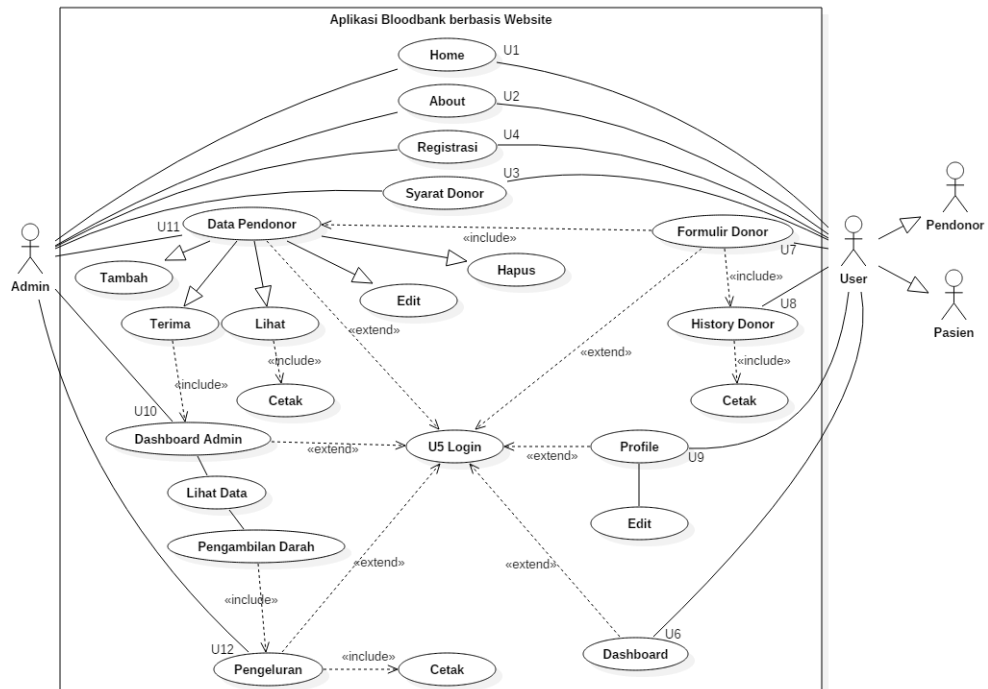 Aplikasi Bloodbank berbasis Website
Home
U1
About
U2
Registrasi
U4
Syarat Donor
U3
Data Pendonor
U11
«include»
Formulir Donor
U7
Admin
User
Pendonor
Pasien
Tambah
Hapus
Edit
«include»
Terima
Lihat
U8
History Donor
«extend»
«include»
«extend»
«include»
«include»
Cetak
Cetak
U10
Dashboard Admin
«extend»
U5 Login
«extend»
Profile
U9
Lihat Data
Edit
Pengambilan Darah
«extend»
«extend»
«include»
U12
Pengeluran
«include»
Cetak
U6
Dashboard